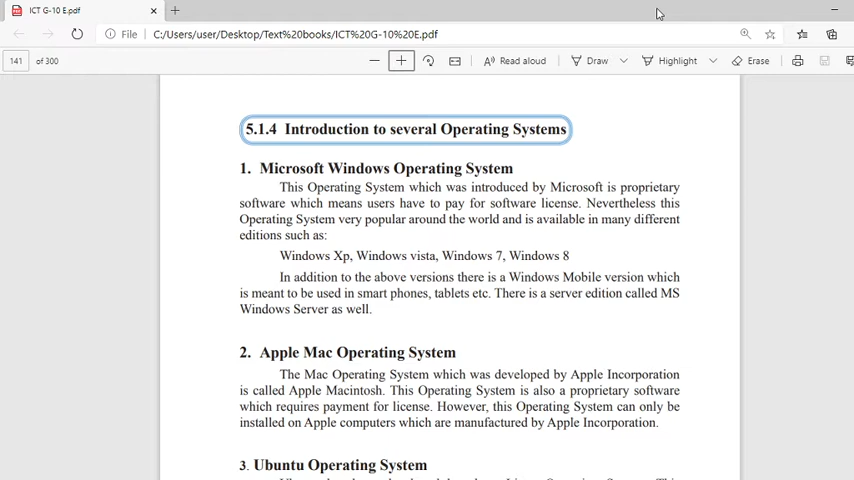 ICT G-10 E.pdf
File C:/Users/user/Desktop/Text%20books/ICT%20G-10%20E.pdf
141 of 300 Read aloud Draw Highlight Erase
5.1.4 Introduction to several Operating Systems
1. Microsoft Windows Operating System
This Operating System which was introduced by Microsoft is proprietary
software which means users have to pay for software license. Nevertheless this
Operating System very popular around the world and is available in many different
editions such as:
Windows Xp, Windows vista, Windows 7, Windows 8
In addition to the above versions there is a Windows Mobile version which
is meant to be used in smart phones, tablets etc. There is a server edition called MS
Windows Server as well.
2. Apple Mac Operating System
The Mac Operating System which was developed by Apple Incorporation
is called Apple Macintosh. This Operating System is also a proprietary software
which requires payment for license. However, this Operating System can only be
installed on Apple computers which are manufactured by Apple Incorporation.
3. Ubuntu Operating System